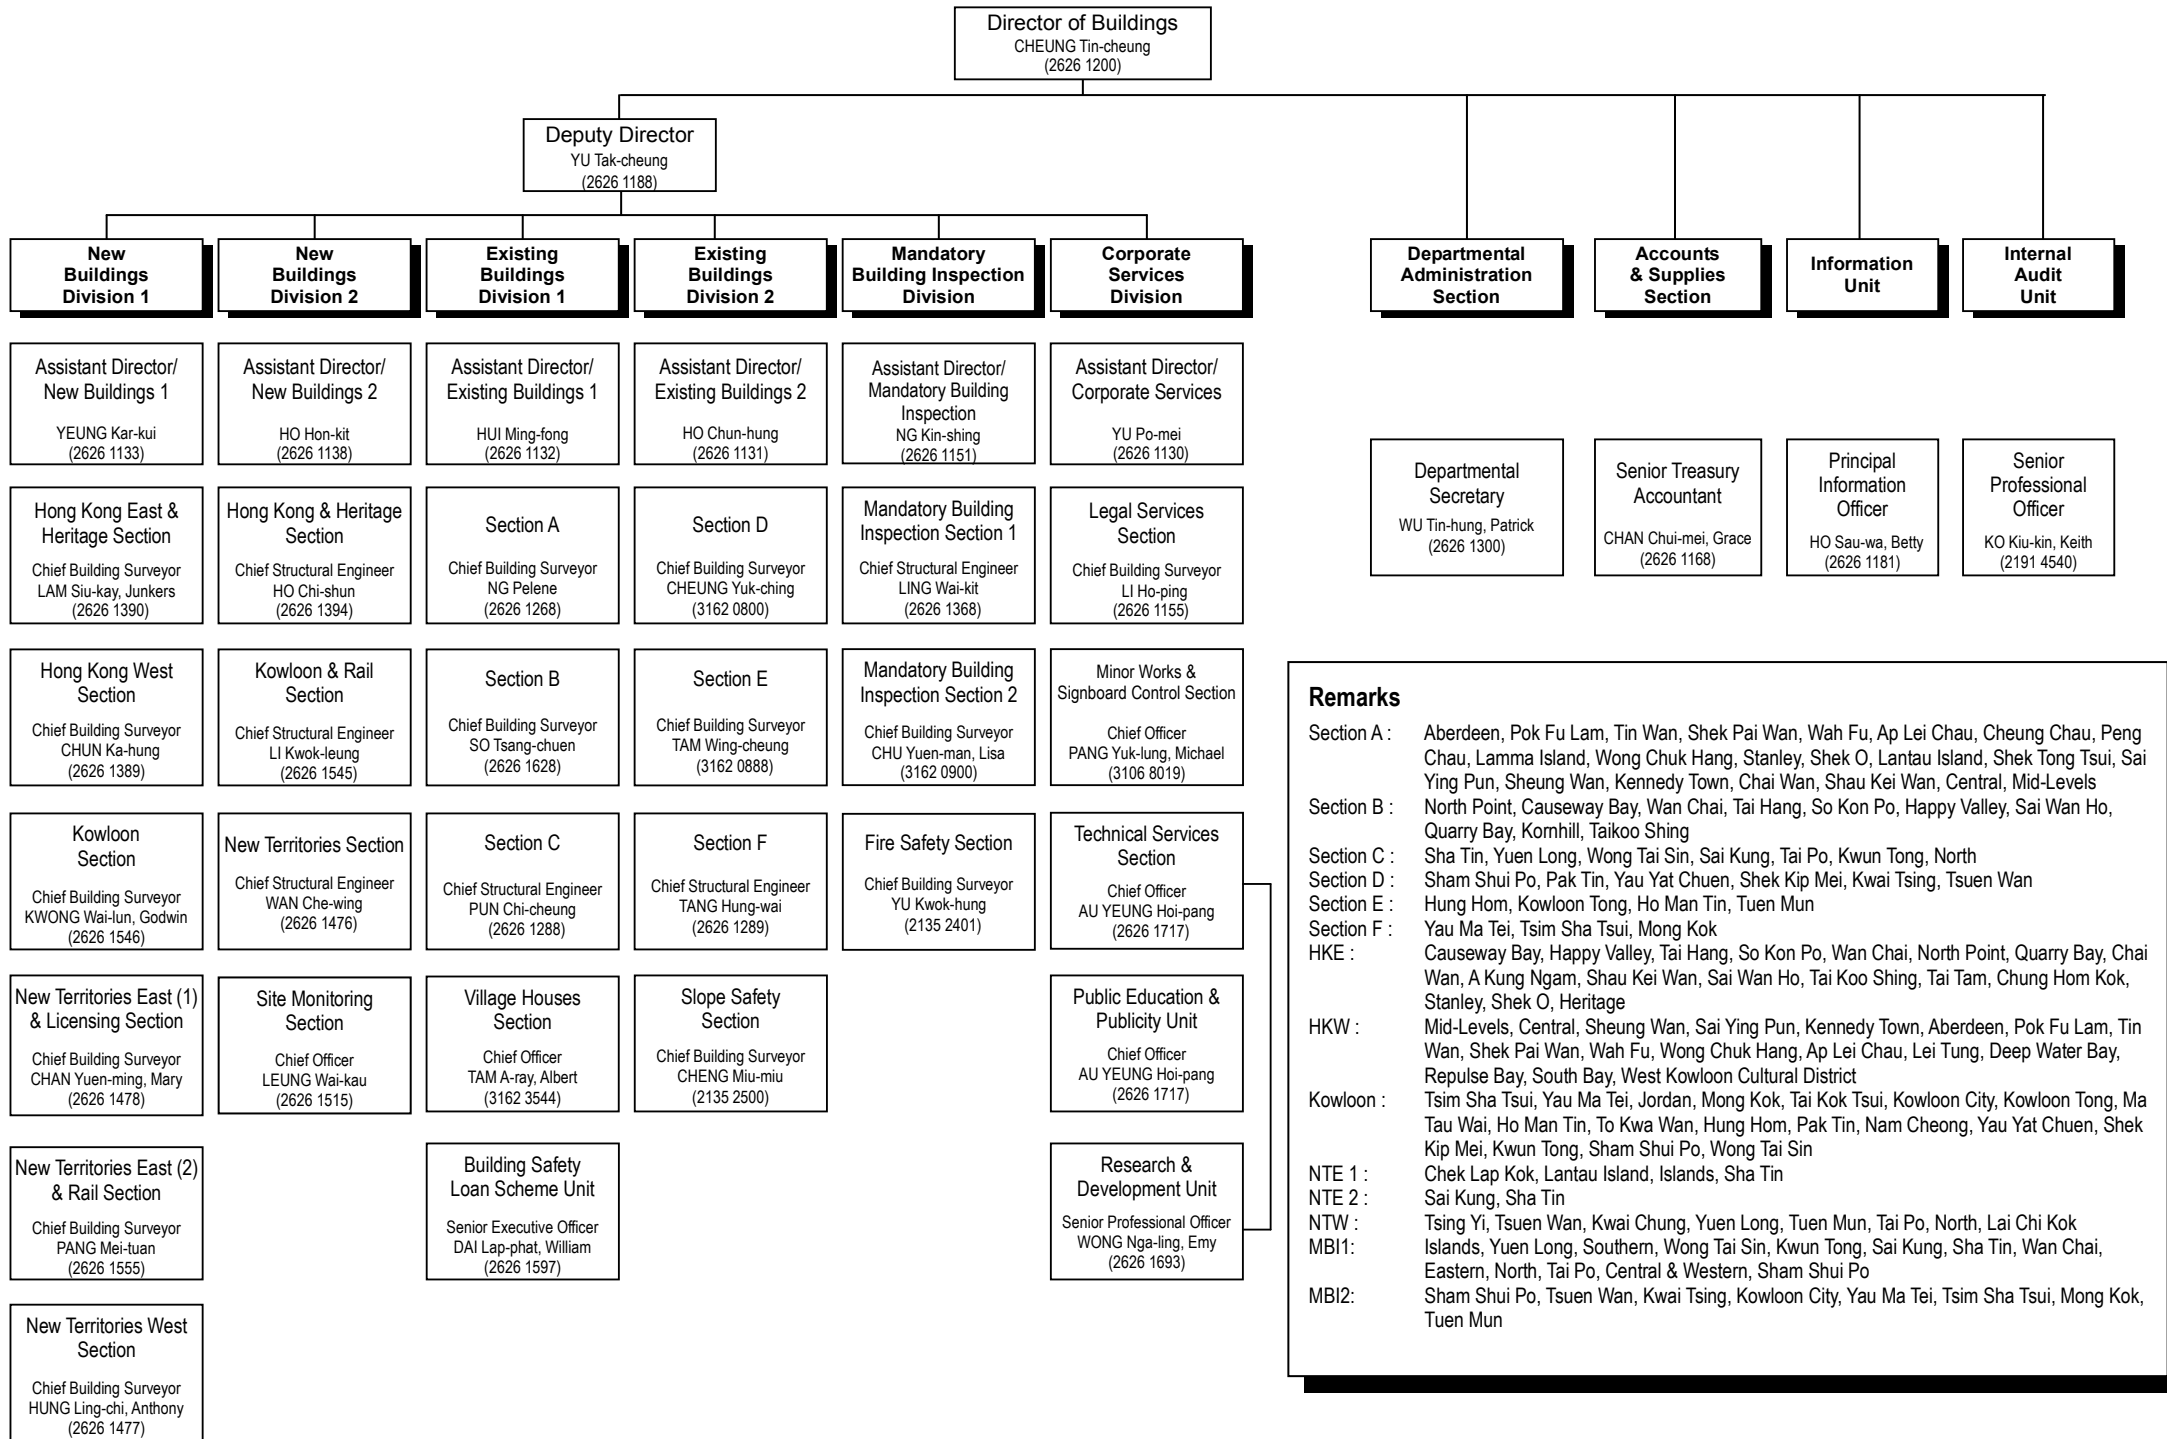 Director of Buildings
CHEUNG Tin-cheung
(2626 1200)
Deputy Director
YU Tak-cheung
(2626 1188)
New
Buildings
Division 1
New
Buildings
Division 2
Existing
Buildings
Division 1
Existing
Buildings
Division 2
Mandatory
Building Inspection
Division
Corporate
Services
Division
Departmental
Administration
Section
Accounts
& Supplies
Section
Information
Unit
Internal
Audit
Unit
Assistant Director/
New Buildings 1
YEUNG Kar-kui
(2626 1133)
Assistant Director/
New Buildings 2
HO Hon-kit
(2626 1138)
Assistant Director/
Existing Buildings 1
HUI Ming-fong
(2626 1132)
Assistant Director/
Existing Buildings 2
HO Chun-hung
(2626 1131)
Assistant Director/
Mandatory Building
Inspection
NG Kin-shing
(2626 1151)
Assistant Director/
Corporate Services
YU Po-mei
(2626 1130)
Departmental
Secretary
WU Tin-hung, Patrick
(2626 1300)
Senior Treasury
Accountant
CHAN Chui-mei, Grace
(2626 1168)
Principal
Information
Officer
HO Sau-wa, Betty
(2626 1181)
Senior
Professional
Officer
KO Kiu-kin, Keith
(2191 4540)
Hong Kong East &
Heritage Section
Chief Building Surveyor
LAM Siu-kay, Junkers
(2626 1390)
Hong Kong & Heritage
Section
Chief Structural Engineer
HO Chi-shun
(2626 1394)
Section A
Chief Building Surveyor
NG Pelene
(2626 1268)
Section D
Chief Building Surveyor
CHEUNG Yuk-ching
(3162 0800)
Mandatory Building
Inspection Section 1
Chief Structural Engineer
LING Wai-kit
(2626 1368)
Legal Services
Section
Chief Building Surveyor
LI Ho-ping
(2626 1155)
Hong Kong West
Section
Chief Building Surveyor
CHUN Ka-hung
(2626 1389)
Kowloon & Rail
Section
Chief Structural Engineer
LI Kwok-leung
(2626 1545)
Section B
Chief Building Surveyor
SO Tsang-chuen
(2626 1628)
Section E
Chief Building Surveyor
TAM Wing-cheung
(3162 0888)
Mandatory Building
Inspection Section 2
Chief Building Surveyor
CHU Yuen-man, Lisa
(3162 0900)
Minor Works &
Signboard Control Section
Chief Officer
PANG Yuk-lung, Michael
(3106 8019)
Kowloon
Section
Chief Building Surveyor
KWONG Wai-lun, Godwin
(2626 1546)
New Territories Section
Chief Structural Engineer
WAN Che-wing
(2626 1476)
Section C
Chief Structural Engineer
PUN Chi-cheung
(2626 1288)
Section F
Chief Structural Engineer
TANG Hung-wai
(2626 1289)
Fire Safety Section
Chief Building Surveyor
YU Kwok-hung
(2135 2401)
Technical Services
Section
Chief Officer
AU YEUNG Hoi-pang
(2626 1717)
New Territories East (1)
& Licensing Section
Chief Building Surveyor
CHAN Yuen-ming, Mary
(2626 1478)
Site Monitoring
Section
Chief Officer
LEUNG Wai-kau
(2626 1515)
Village Houses
Section
Chief Officer
TAM A-ray, Albert
(3162 3544)
Slope Safety
Section
Chief Building Surveyor
CHENG Miu-miu
(2135 2500)
Public Education &
Publicity Unit
Chief Officer
AU YEUNG Hoi-pang
(2626 1717)
New Territories East (2)
& Rail Section
Chief Building Surveyor
PANG Mei-tuan
(2626 1555)
Building Safety
Loan Scheme Unit
Senior Executive Officer
DAI Lap-phat, William
(2626 1597)
Research &
Development Unit
Senior Professional Officer
WONG Nga-ling, Emy
(2626 1693)
New Territories West
Section
Chief Building Surveyor
HUNG Ling-chi, Anthony
(2626 1477)
Remarks
Section A : Aberdeen, Pok Fu Lam, Tin Wan, Shek Pai Wan, Wah Fu, Ap Lei Chau, Cheung Chau, Peng
Chau, Lamma Island, Wong Chuk Hang, Stanley, Shek O, Lantau Island, Shek Tong Tsui, Sai
Ying Pun, Sheung Wan, Kennedy Town, Chai Wan, Shau Kei Wan, Central, Mid-Levels
Section B : North Point, Causeway Bay, Wan Chai, Tai Hang, So Kon Po, Happy Valley, Sai Wan Ho,
Quarry Bay, Kornhill, Taikoo Shing
Section C : Sha Tin, Yuen Long, Wong Tai Sin, Sai Kung, Tai Po, Kwun Tong, North
Section D : Sham Shui Po, Pak Tin, Yau Yat Chuen, Shek Kip Mei, Kwai Tsing, Tsuen Wan
Section E : Hung Hom, Kowloon Tong, Ho Man Tin, Tuen Mun
Section F : Yau Ma Tei, Tsim Sha Tsui, Mong Kok
HKE : Causeway Bay, Happy Valley, Tai Hang, So Kon Po, Wan Chai, North Point, Quarry Bay, Chai
Wan, A Kung Ngam, Shau Kei Wan, Sai Wan Ho, Tai Koo Shing, Tai Tam, Chung Hom Kok,
Stanley, Shek O, Heritage
HKW : Mid-Levels, Central, Sheung Wan, Sai Ying Pun, Kennedy Town, Aberdeen, Pok Fu Lam, Tin
Wan, Shek Pai Wan, Wah Fu, Wong Chuk Hang, Ap Lei Chau, Lei Tung, Deep Water Bay,
Repulse Bay, South Bay, West Kowloon Cultural District
Kowloon : Tsim Sha Tsui, Yau Ma Tei, Jordan, Mong Kok, Tai Kok Tsui, Kowloon City, Kowloon Tong, Ma
Tau Wai, Ho Man Tin, To Kwa Wan, Hung Hom, Pak Tin, Nam Cheong, Yau Yat Chuen, Shek
Kip Mei, Kwun Tong, Sham Shui Po, Wong Tai Sin
NTE 1 : Chek Lap Kok, Lantau Island, Islands, Sha Tin
NTE 2 : Sai Kung, Sha Tin
NTW : Tsing Yi, Tsuen Wan, Kwai Chung, Yuen Long, Tuen Mun, Tai Po, North, Lai Chi Kok
MBI1: Islands, Yuen Long, Southern, Wong Tai Sin, Kwun Tong, Sai Kung, Sha Tin, Wan Chai,
Eastern, North, Tai Po, Central & Western, Sham Shui Po
MBI2: Sham Shui Po, Tsuen Wan, Kwai Tsing, Kowloon City, Yau Ma Tei, Tsim Sha Tsui, Mong Kok,
Tuen Mun